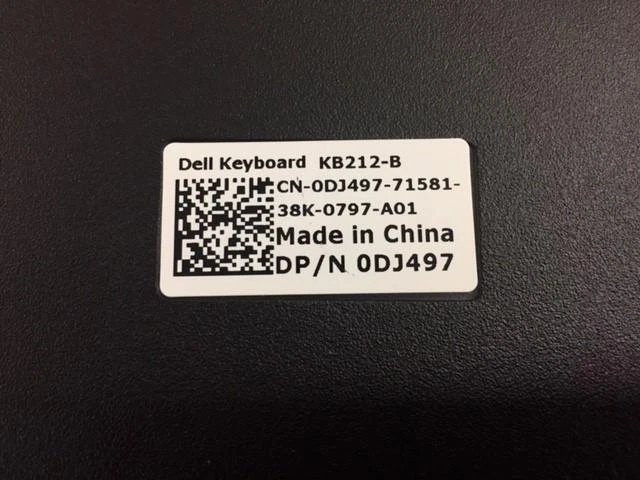 Dell Keyboard KB212-B
CN-0DJ497-71581-
38K-0797-A01
Made in China
DP/N 0DJ497